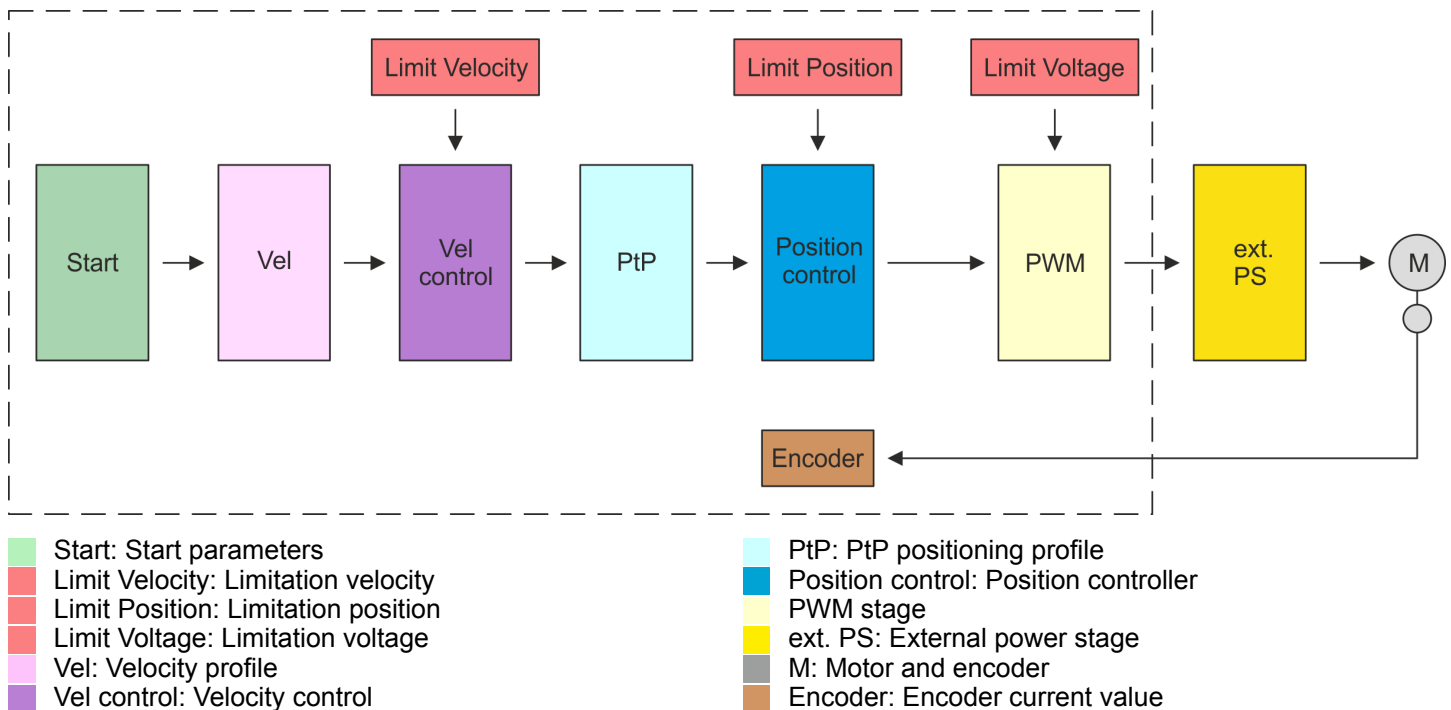 Limit Velocity
Limit Position
Limit Voltage
Start
Vel
Vel
control
PtP
Position
control
PWM
ext.
PS
M
Encoder
Start: Start parameters
Limit Velocity: Limitation velocity
Limit Position: Limitation position
Limit Voltage: Limitation voltage
Vel: Velocity profile
Vel control: Velocity control
PtP: PtP positioning profile
Position control: Position controller
PWM stage
ext. PS: External power stage
M: Motor and encoder
Encoder: Encoder current value